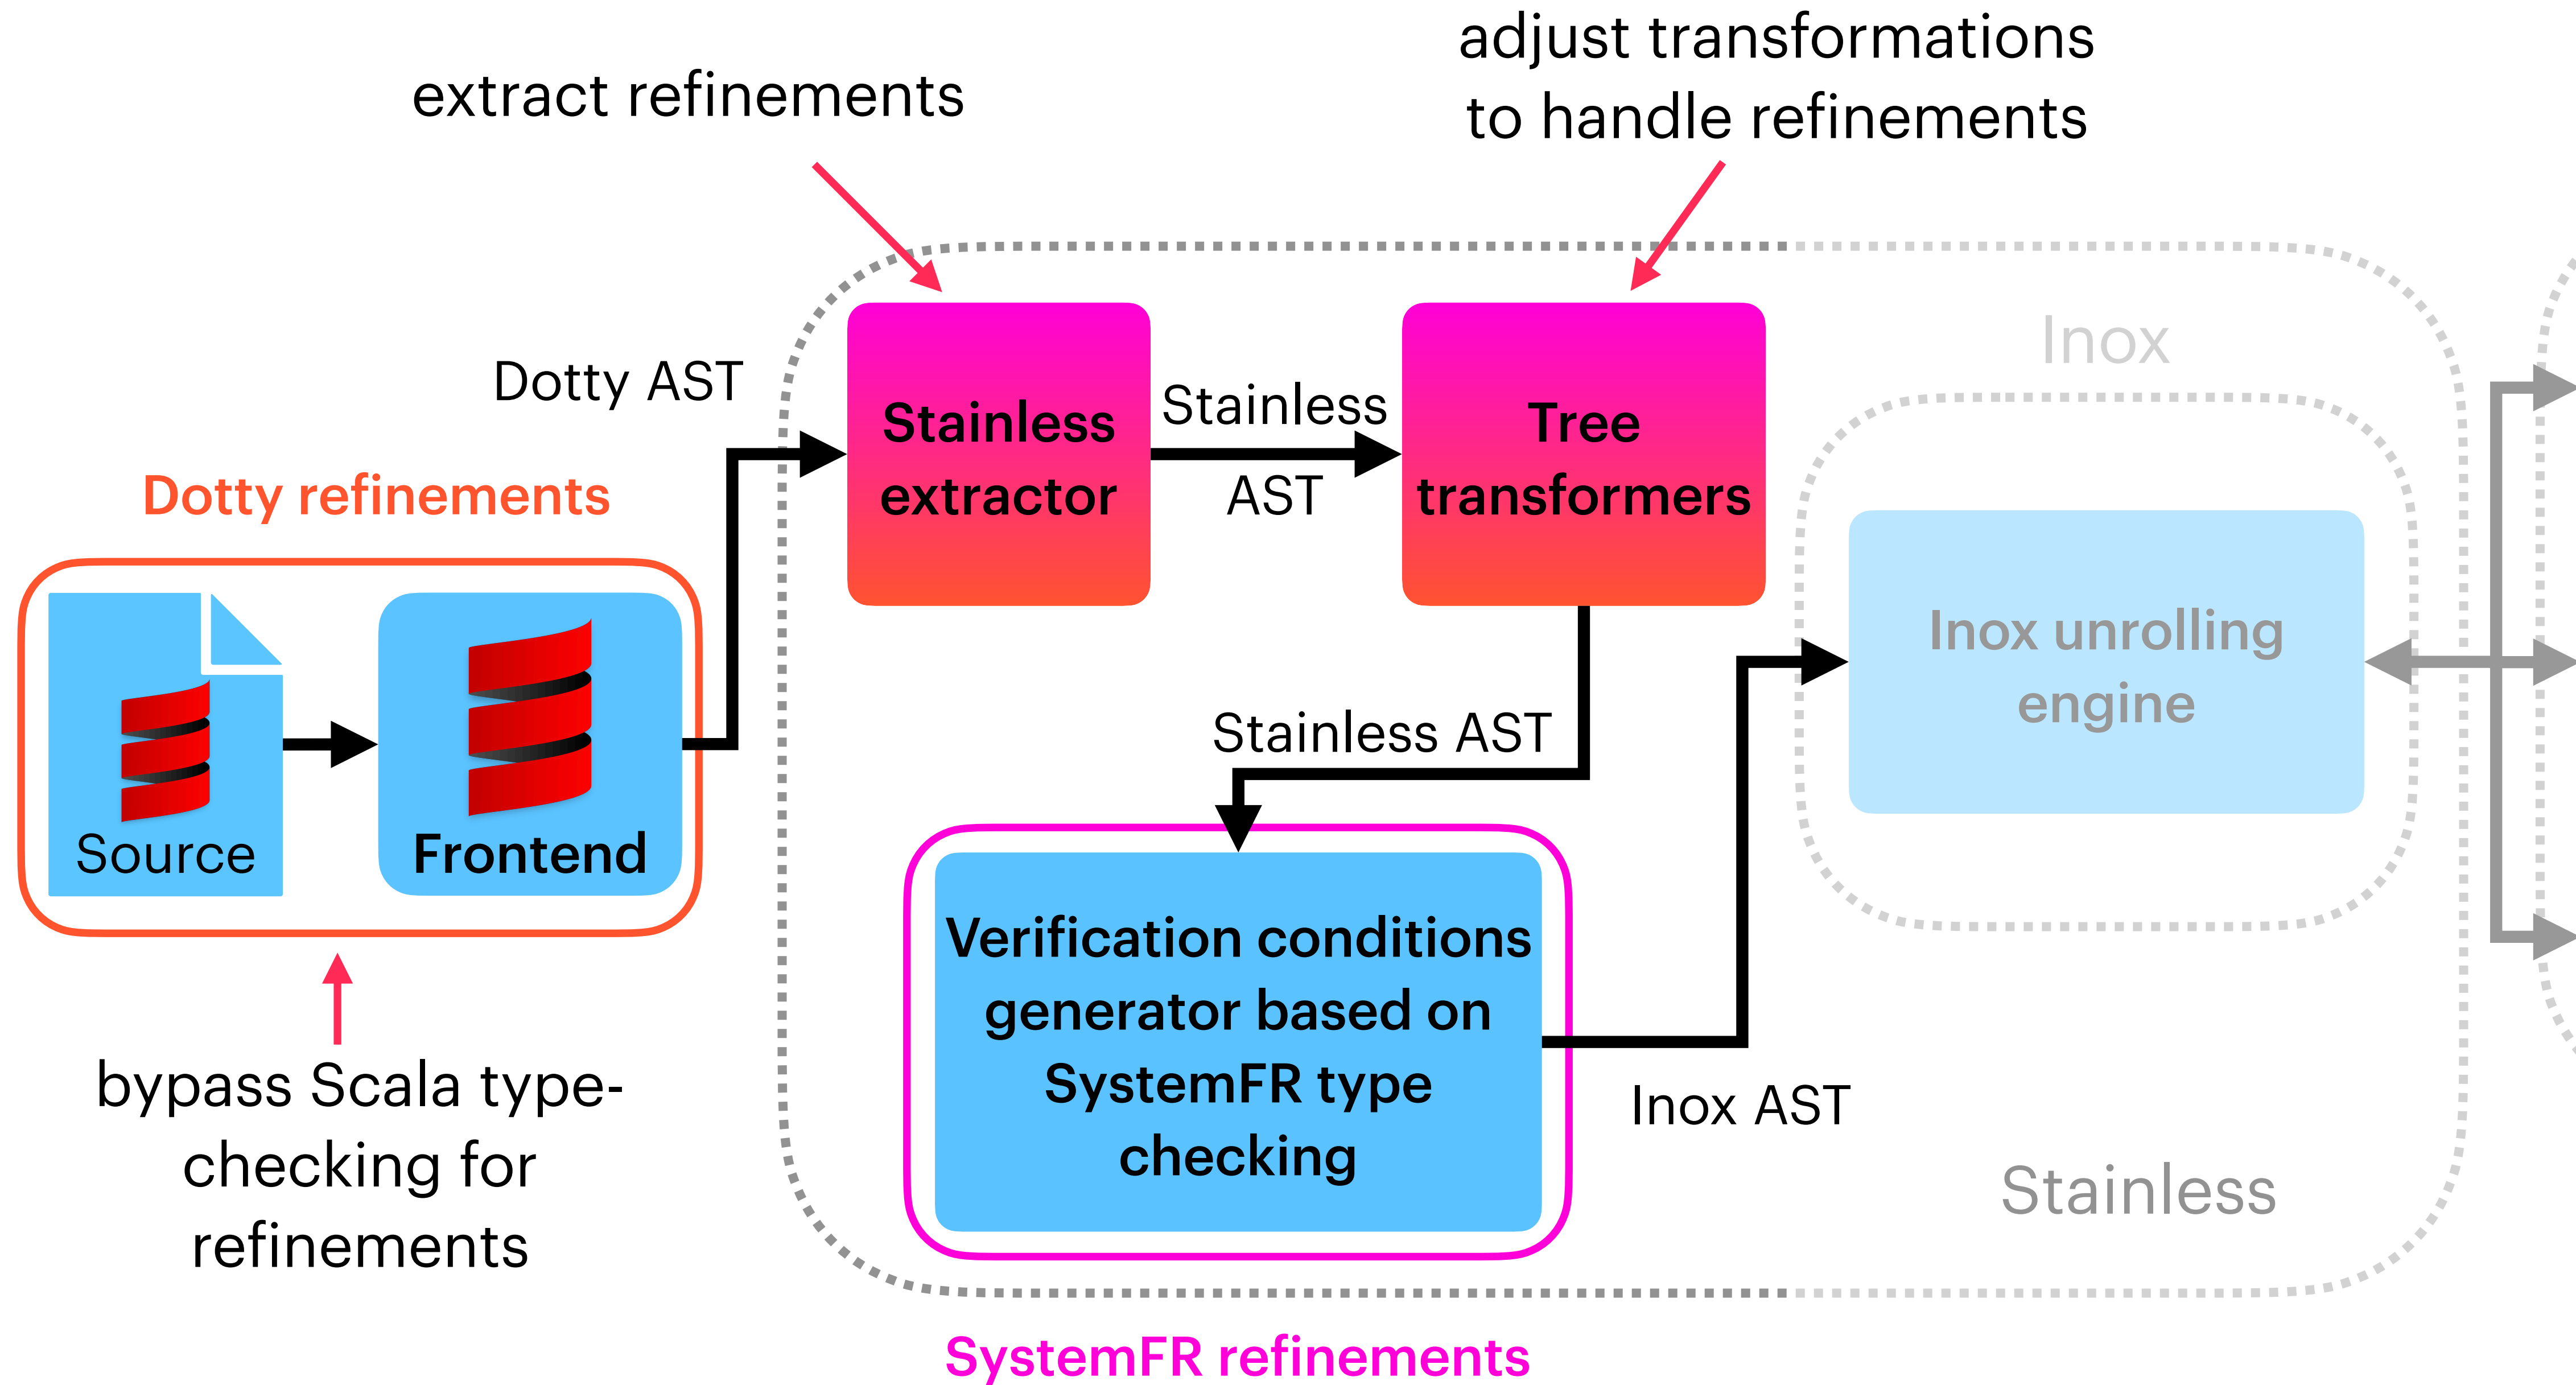 adjust transformations
to handle refinements
extract refinements
Inox
Dotty AST
Stainless
AST
Stainless
extractor
Tree
transformers
Dotty refinements
Inox unrolling
engine
Stainless AST
Source
Frontend
Verification conditions
generator based on
SystemFR type
checking
bypass Scala type-
checking for
refinements
Inox AST
Stainless
SystemFR refinements